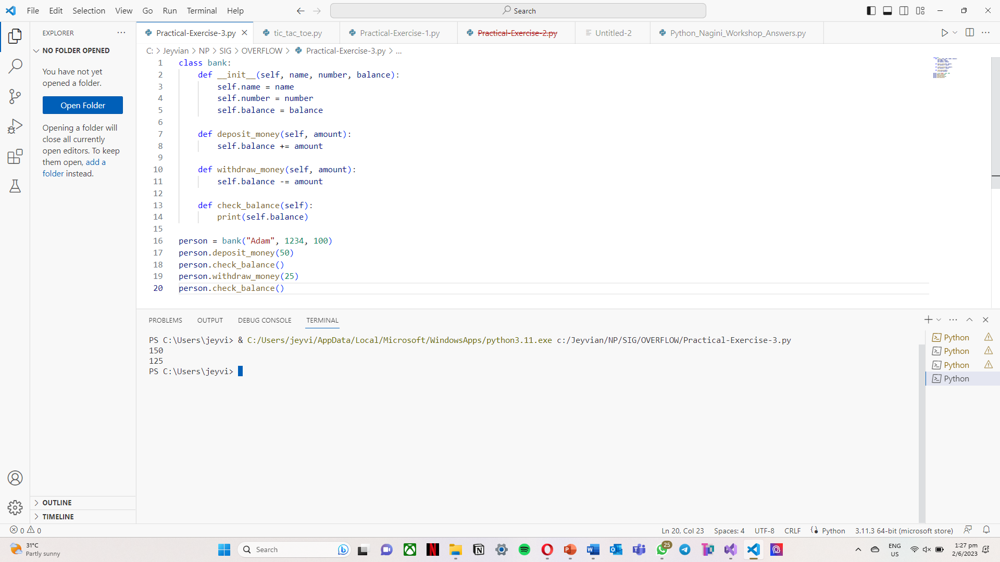 File Edit Selection View Go Run Terminal Help
Search
EXPLORER
NO FOLDER OPENED
You have not yet
opened a folder.
Open Folder
Opening a folder will
close all currently
open editors. To keep
them open, add a
folder instead.
OUTLINE
TIMELINE
Practical-Exercise-3.py
tic_tac_toe.py
Practical-Exercise-1.py
Practical-Exercise-2.py
Untitled-2
Python_Nagini_Workshop_Answers.py
C: > Jeyvian > NP > SIG > OVERFLOW > Practical-Exercise-3.py > ...
1 class bank:
2     def __init__(self, name, number, balance):
3         self.name = name
4         self.number = number
5         self.balance = balance
6
7     def deposit_money(self, amount):
8         self.balance += amount
9
10     def withdraw_money(self, amount):
11         self.balance -= amount
12
13     def check_balance(self):
14         print(self.balance)
15
16 person = bank("Adam", 1234, 100)
17 person.deposit_money(50)
18 person.check_balance()
19 person.withdraw_money(25)
20 person.check_balance()
PROBLEMS OUTPUT DEBUG CONSOLE TERMINAL
PS C:\Users\jeyvi> & C:/Users/jeyvi/AppData/Local/Microsoft/WindowsApps/python3.11.exe c:/Jeyvian/NP/SIG/OVERFLOW/Practical-Exercise-3.py
150
125
PS C:\Users\jeyvi>
Python
Python
Python
Python
0 0
Ln 20, Col 23 Spaces: 4 UTF-8 CRLF Python 3.11.3 64-bit (microsoft store)
31°C
Partly sunny
Search
25
ENG
US
1:27 pm
2/6/2023